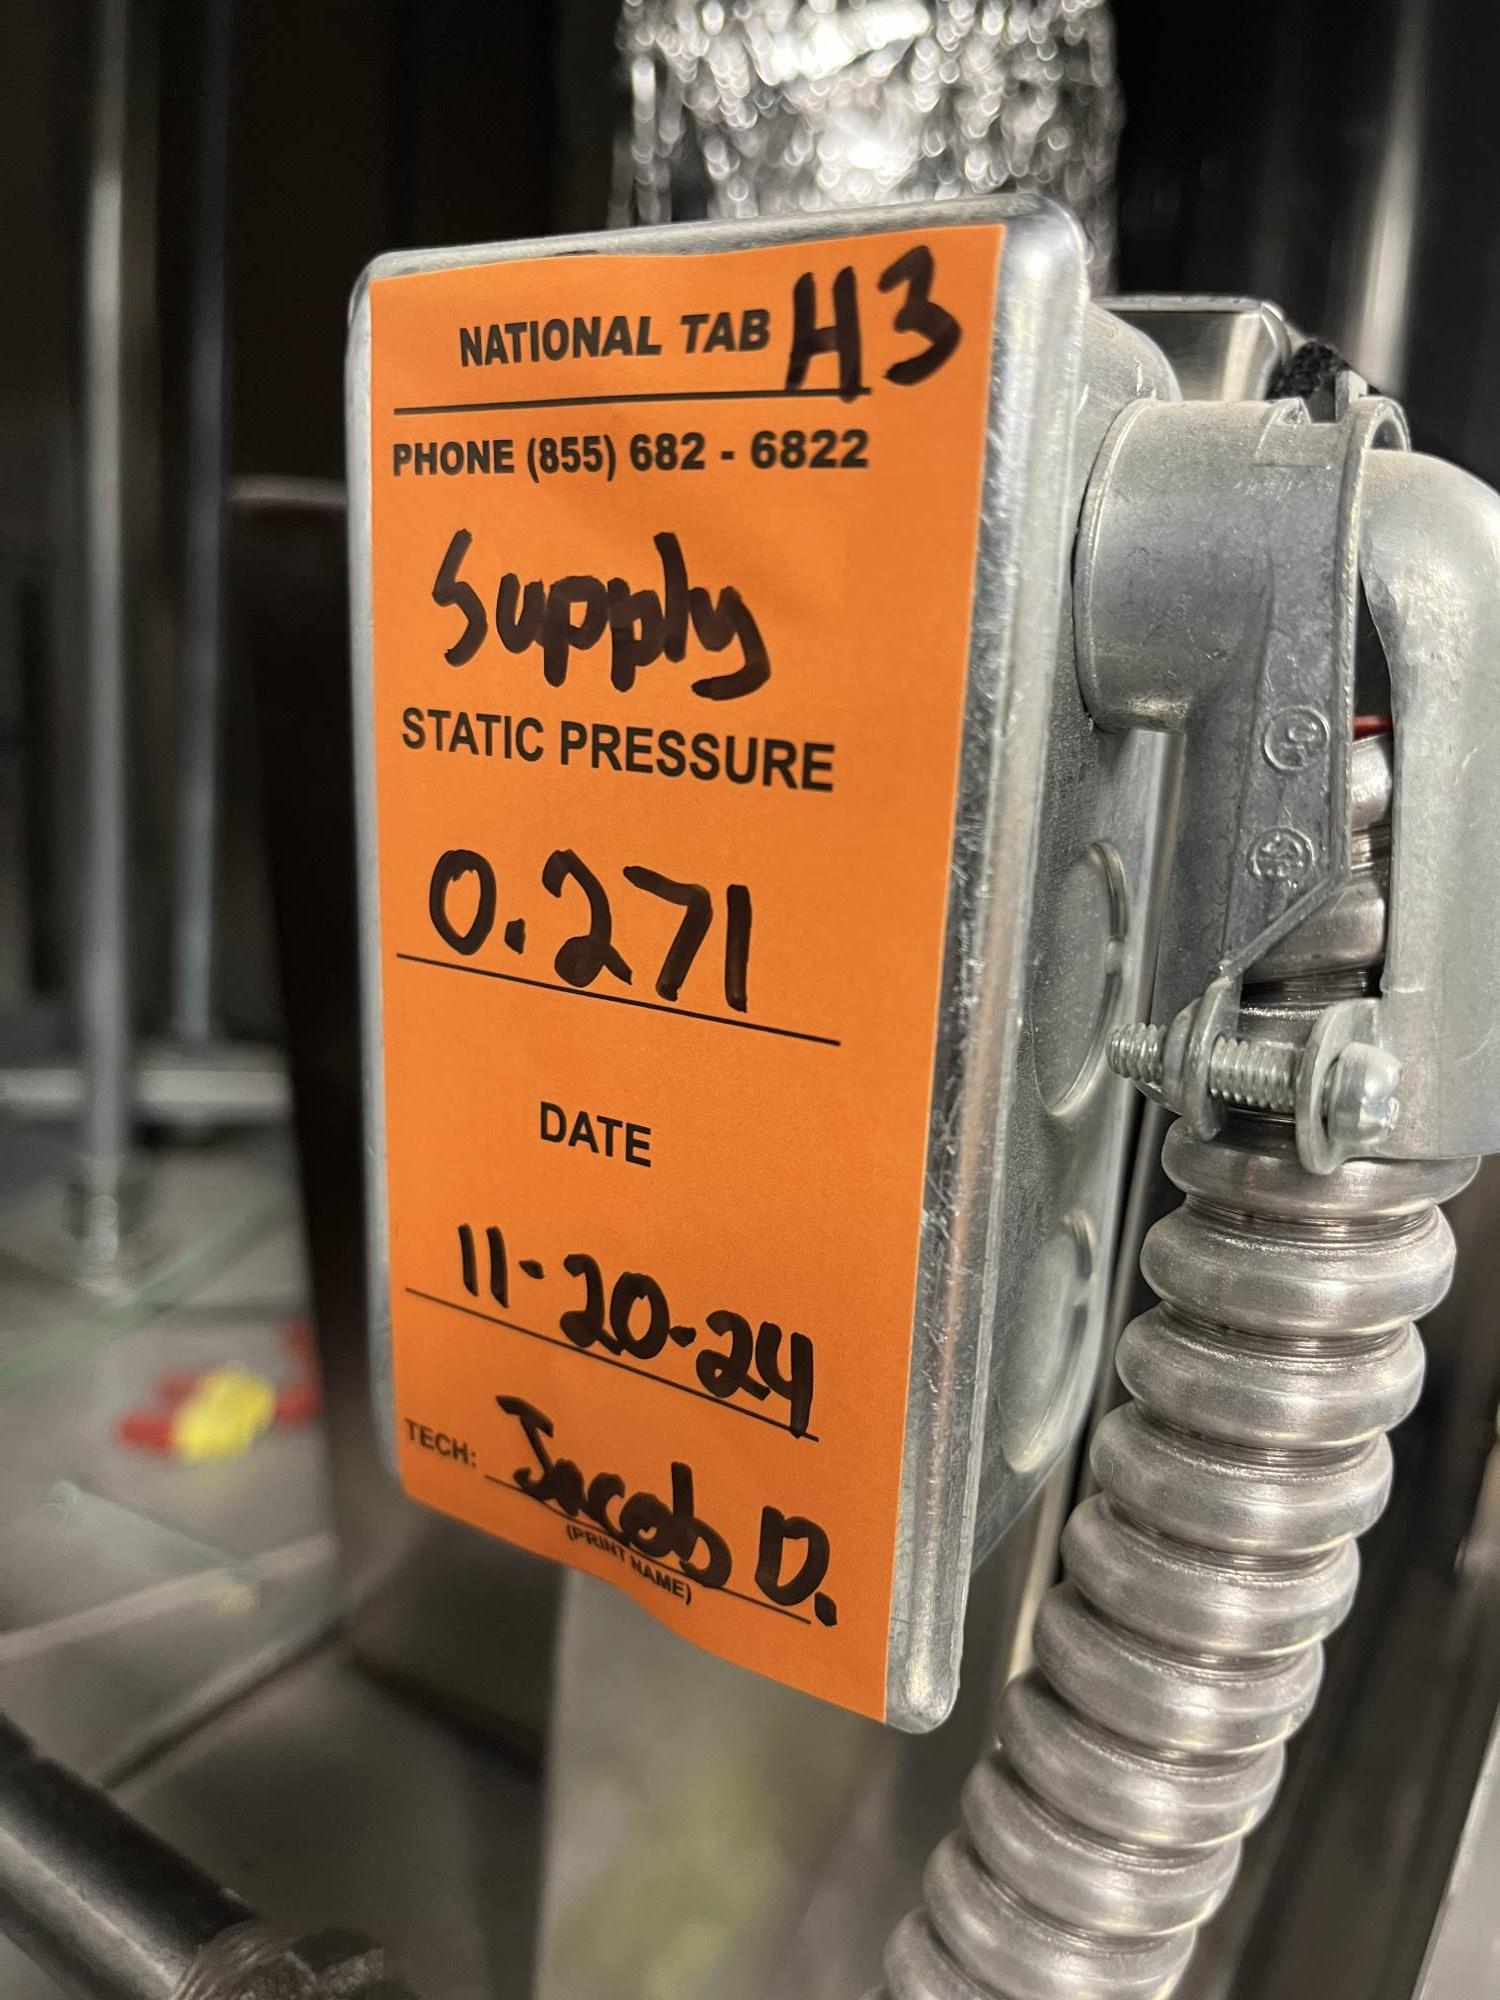 NATIONAL TAB H3
PHONE (855) 682 - 6822
Supply
STATIC PRESSURE
0.271
DATE
11-20-24
TECH: Jacob D.
(PRINT NAME)